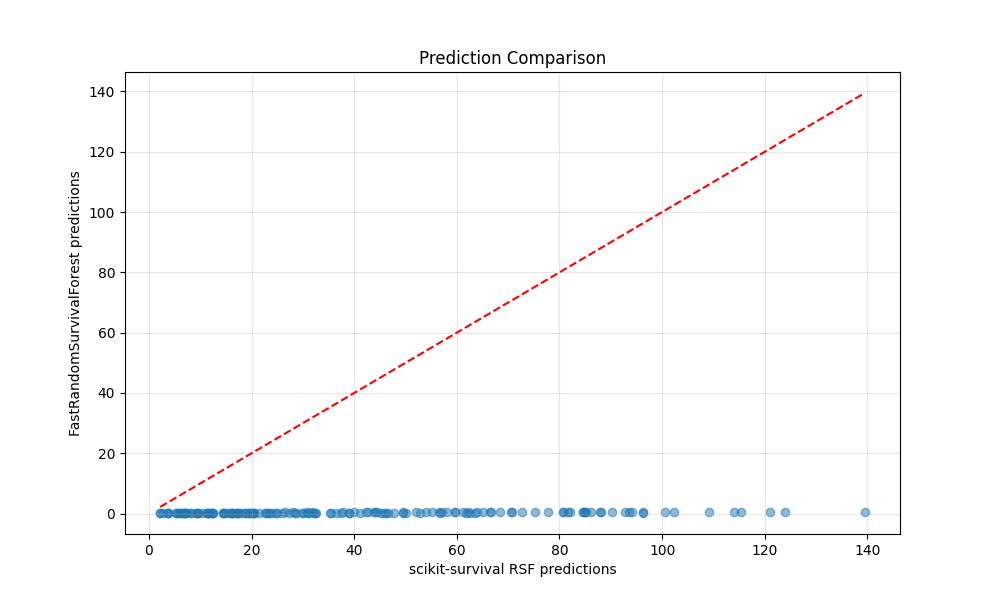 Prediction Comparison
FastRandomSurvivalForest predictions
140
120
100
80
60
40
20
0
0 20 40 60 80 100 120 140
scikit-survival RSF predictions